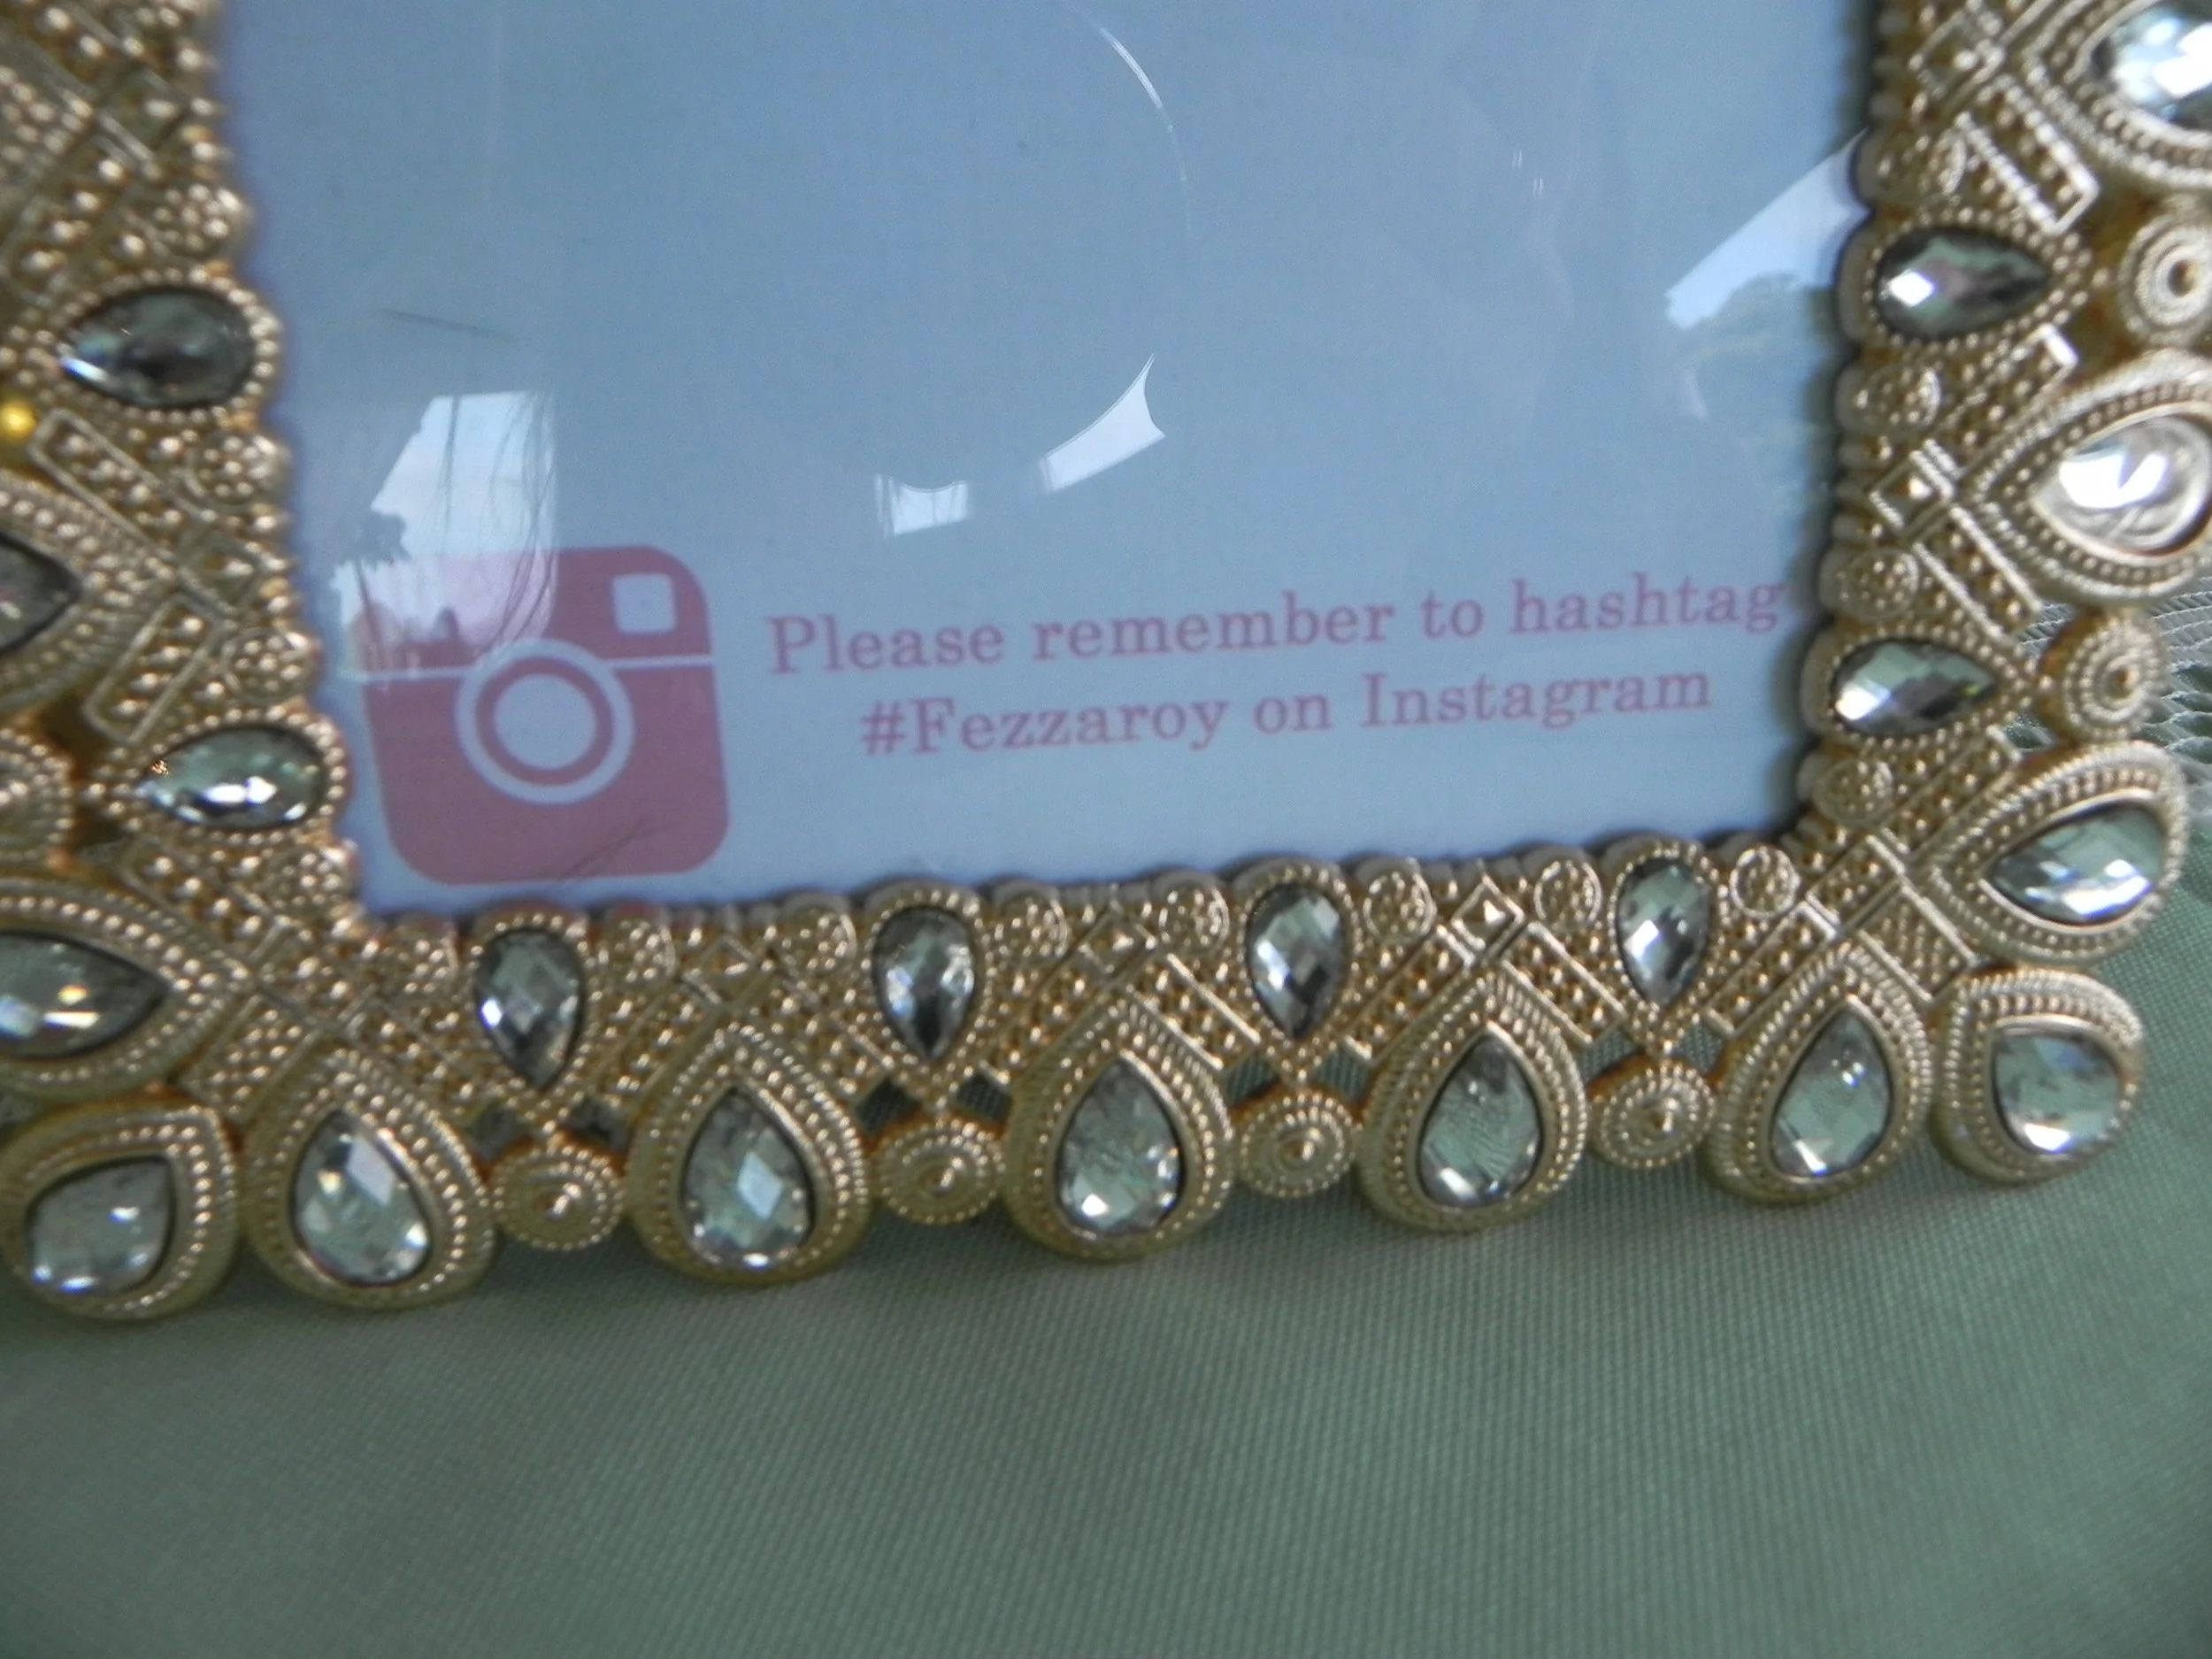 Please remember to hashtag
#Fezzaroy on Instagram